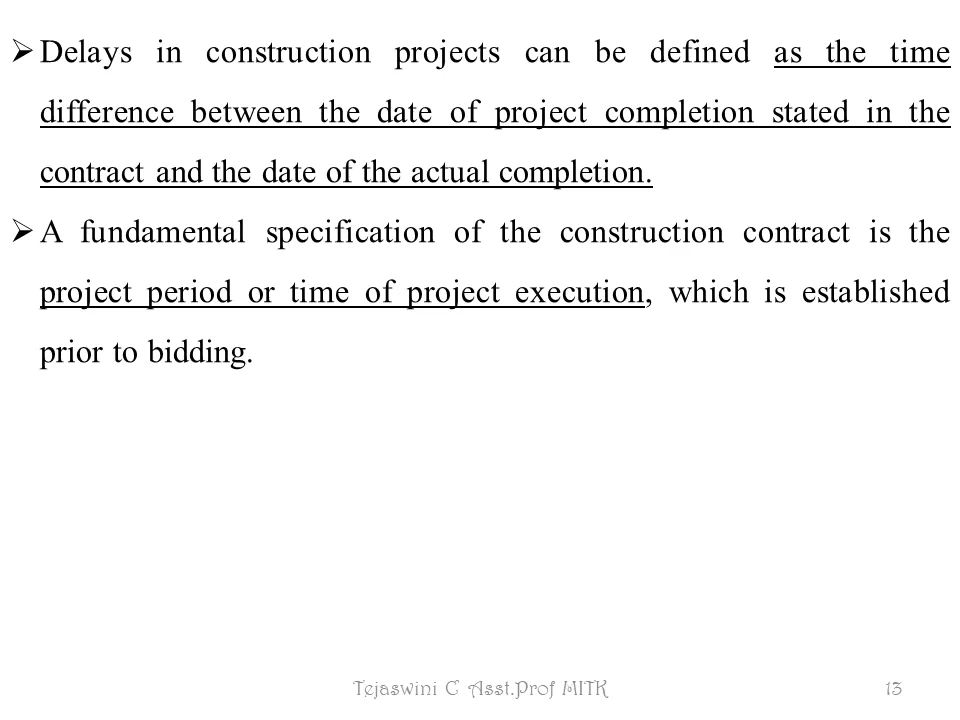 ➢ Delays in construction projects can be defined as the time
difference between the date of project completion stated in the
contract and the date of the actual completion.
➢ A fundamental specification of the construction contract is the
project period or time of project execution, which is established
prior to bidding.
Tejaswini C Asst.Prof MITK 13